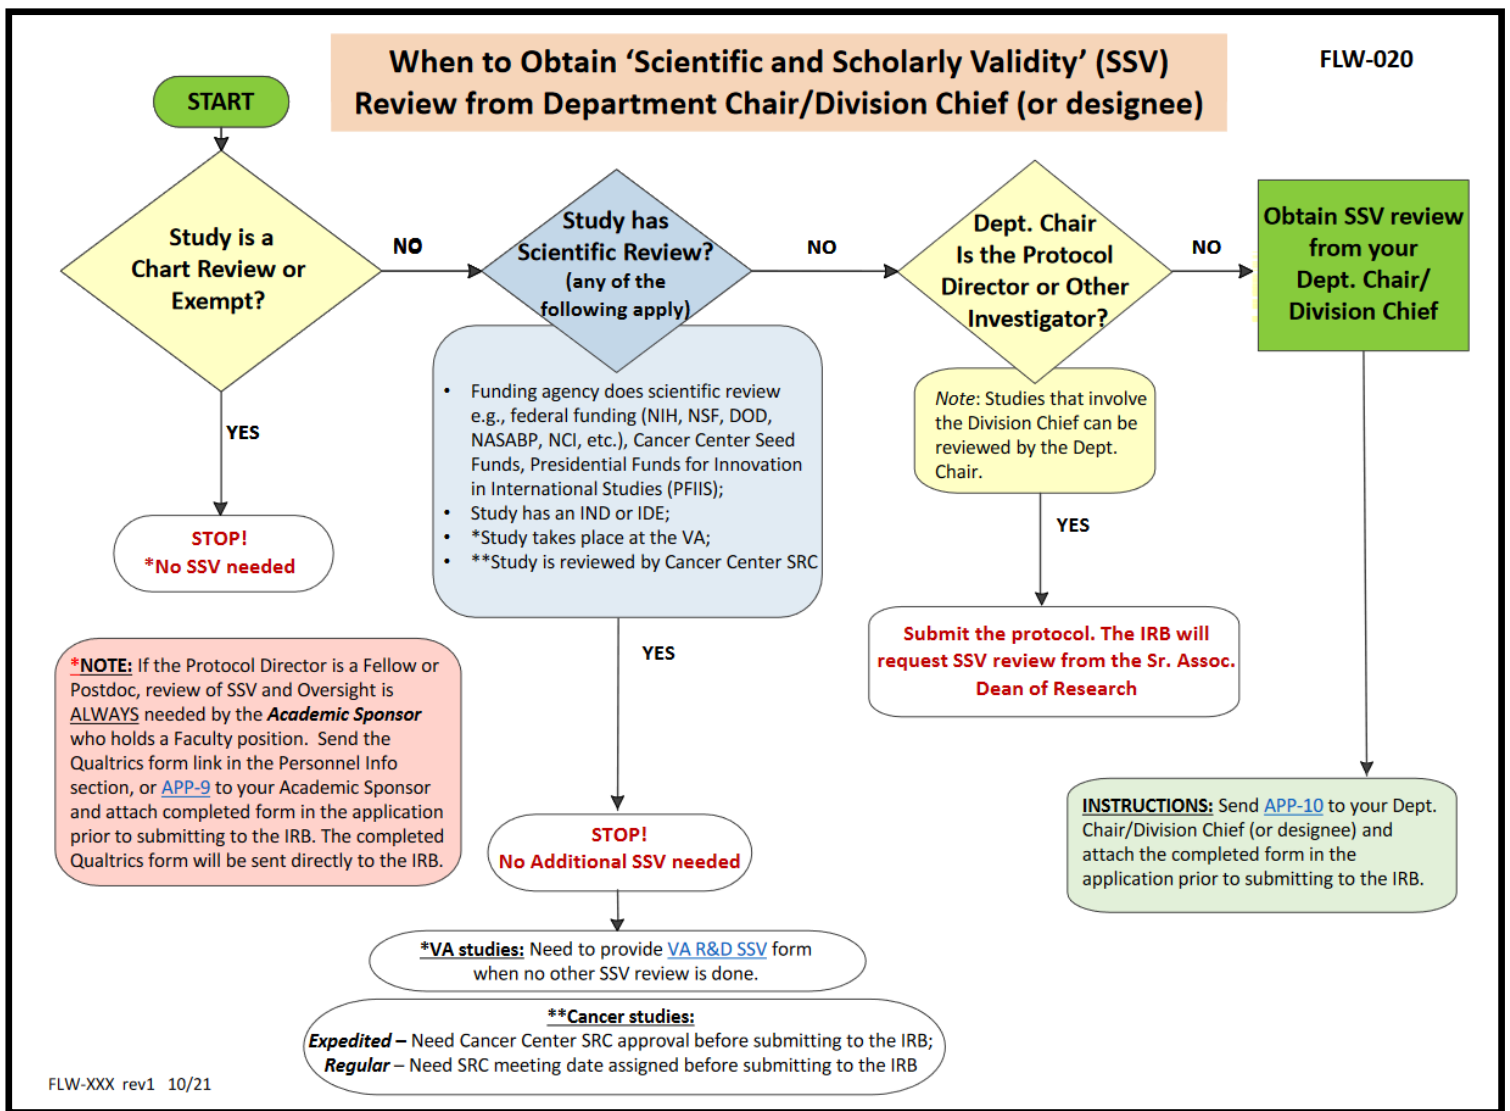 When to Obtain ‘Scientific and Scholarly Validity’ (SSV)
Review from Department Chair/Division Chief (or designee)
FLW-020
START
Study is a
Chart Review or
Exempt?
NO
YES
STOP!
*No SSV needed
Study has
Scientific Review?
(any of the
following apply)
NO
• Funding agency does scientific review
e.g., federal funding (NIH, NSF, DOD,
NASABP, NCI, etc.), Cancer Center Seed
Funds, Presidential Funds for Innovation
in International Studies (PFIIS);
• Study has an IND or IDE;
• *Study takes place at the VA;
• **Study is reviewed by Cancer Center SRC
YES
STOP!
No Additional SSV needed
*VA studies: Need to provide VA R&D SSV form
when no other SSV review is done.
**Cancer studies:
Expedited – Need Cancer Center SRC approval before submitting to the IRB;
Regular – Need SRC meeting date assigned before submitting to the IRB
Dept. Chair
Is the Protocol
Director or Other
Investigator?
NO
Note: Studies that involve
the Division Chief can be
reviewed by the Dept.
Chair.
YES
Submit the protocol. The IRB will
request SSV review from the Sr. Assoc.
Dean of Research
Obtain SSV review
from your
Dept. Chair/
Division Chief
INSTRUCTIONS: Send APP-10 to your Dept.
Chair/Division Chief (or designee) and
attach the completed form in the
application prior to submitting to the IRB.
*NOTE: If the Protocol Director is a Fellow or
Postdoc, review of SSV and Oversight is
ALWAYS needed by the Academic Sponsor
who holds a Faculty position. Send the
Qualtrics form link in the Personnel Info
section, or APP-9 to your Academic Sponsor
and attach completed form in the application
prior to submitting to the IRB. The completed
Qualtrics form will be sent directly to the IRB.
FLW-XXX rev1 10/21